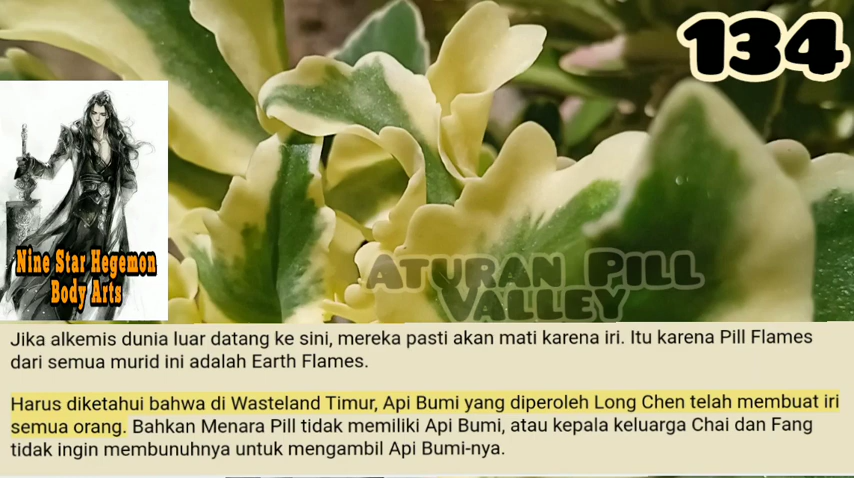 134
Nine Star Hegemon
Body Arts
ATURAN PILL
VALLEY
Jika alkemis dunia luar datang ke sini, mereka pasti akan mati karena iri. Itu karena Pill Flames
dari semua murid ini adalah Earth Flames.
Harus diketahui bahwa di Wasteland Timur, Api Bumi yang diperoleh Long Chen telah membuat iri
semua orang. Bahkan Menara Pill tidak memiliki Api Bumi, atau kepala keluarga Chai dan Fang
tidak ingin membunuhnya untuk mengambil Api Bumi-nya.